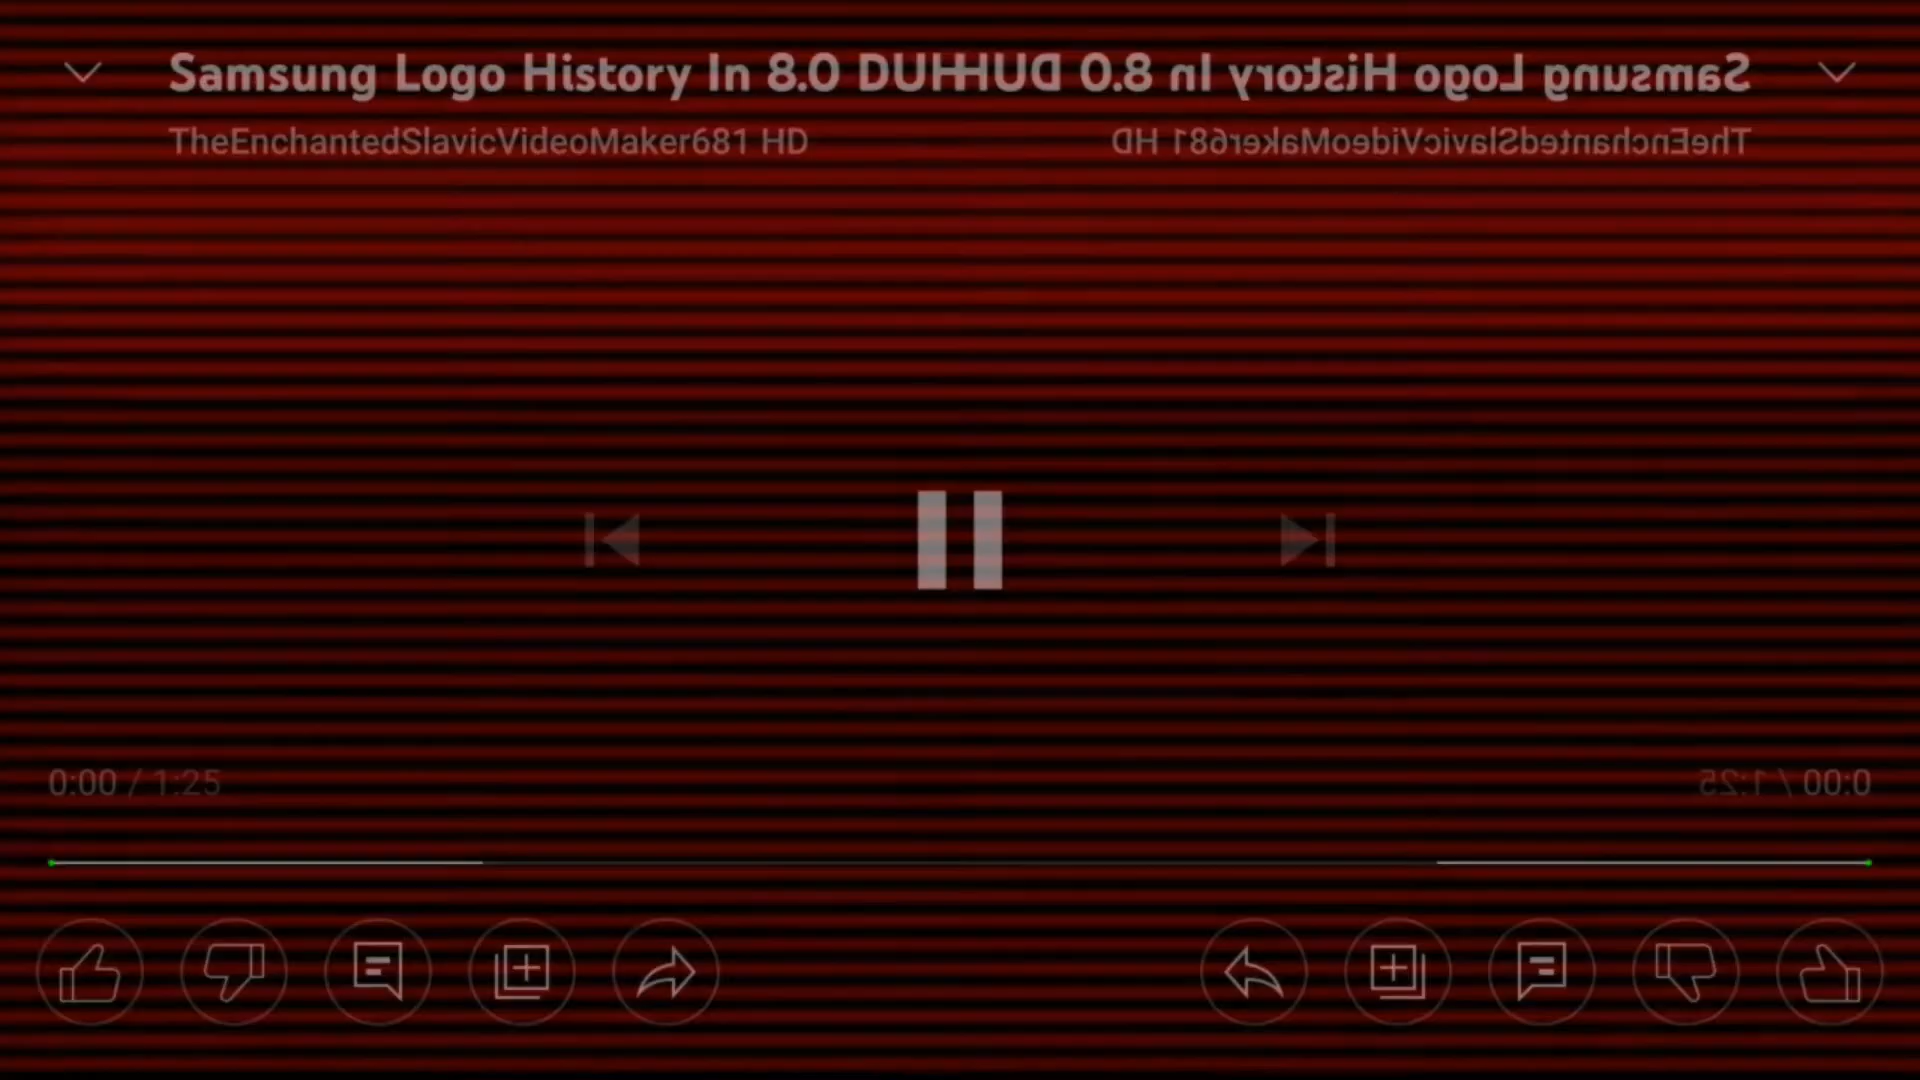 Samsung Logo History In 8.0 DUHHUD 0.8 nI yrotsiH ogoL gnusmaS
TheEnchantedSlavicVideoMaker681 HD DH 186rekaMoediVcivalSdetnahcnEehT
0:00 / 1:25 52:1 / 00:0